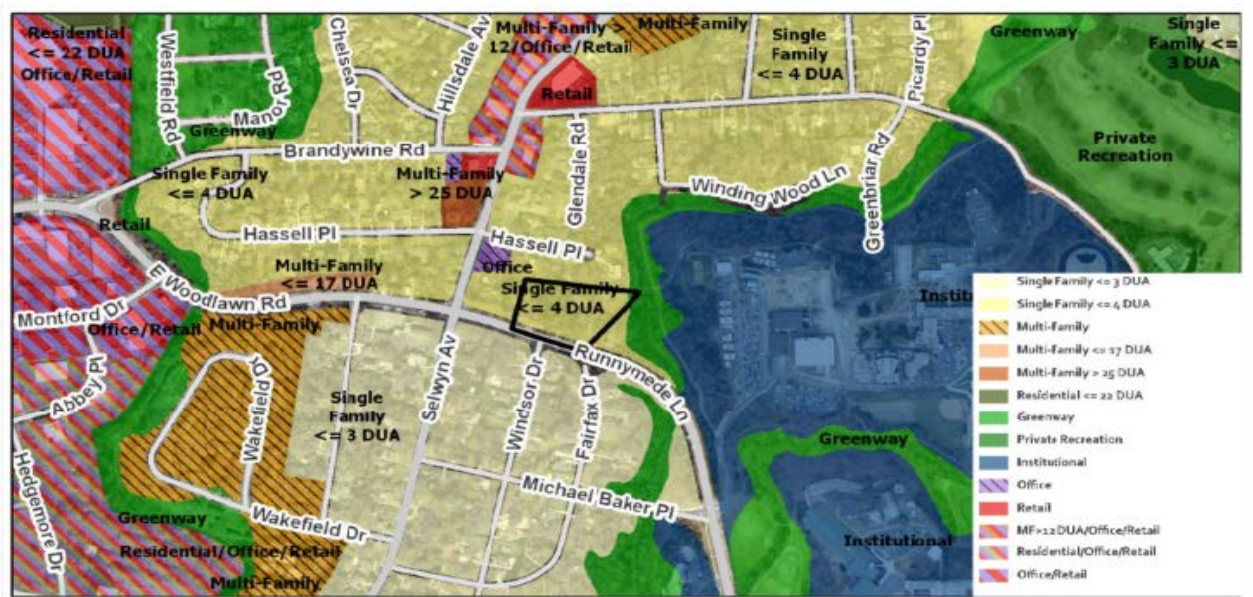 Residential
<= 22 DUA
Office/Retail
Westfield Rd
Manor Rd
Greenway
Chelsea Dr
Hillsdale Av
Multi-Family >
12/Office/Retail
Multi-Family
Retail
Single
Family
<= 4 DUA
Picardy Pl
Greenway
Single
Family <=
3 DUA
Private
Recreation
Brandywine Rd
Single Family
<= 4 DUA
Multi-Family
> 25 DUA
Glendale Rd
Winding Wood Ln
Greenbriar Rd
Retail
Hassell Pl
Hassell Pl
Office
Multi-Family
<= 17 DUA
E Woodlawn Rd
Single Family
<= 4 DUA
Montford Dr
Office/Retail
Multi-Family
Abbey Pl
Wakefield Dr
Selwyn Av
Single
Family
<= 3 DUA
Windsor Dr
Fairfax Dr
Runnymede Ln
Michael Baker Pl
Hedgemore Dr
Greenway
Wakefield Dr
Residential/Office/Retail
Multi-Family
Greenway
Institutional
Single Family <= 3 DUA
Single Family <= 4 DUA
Multi-Family
Multi-Family <= 17 DUA
Multi-Family > 25 DUA
Residential <= 22 DUA
Greenway
Private Recreation
Institutional
Office
Retail
MF>12 DUA/Office/Retail
Residential/Office/Retail
Office/Retail